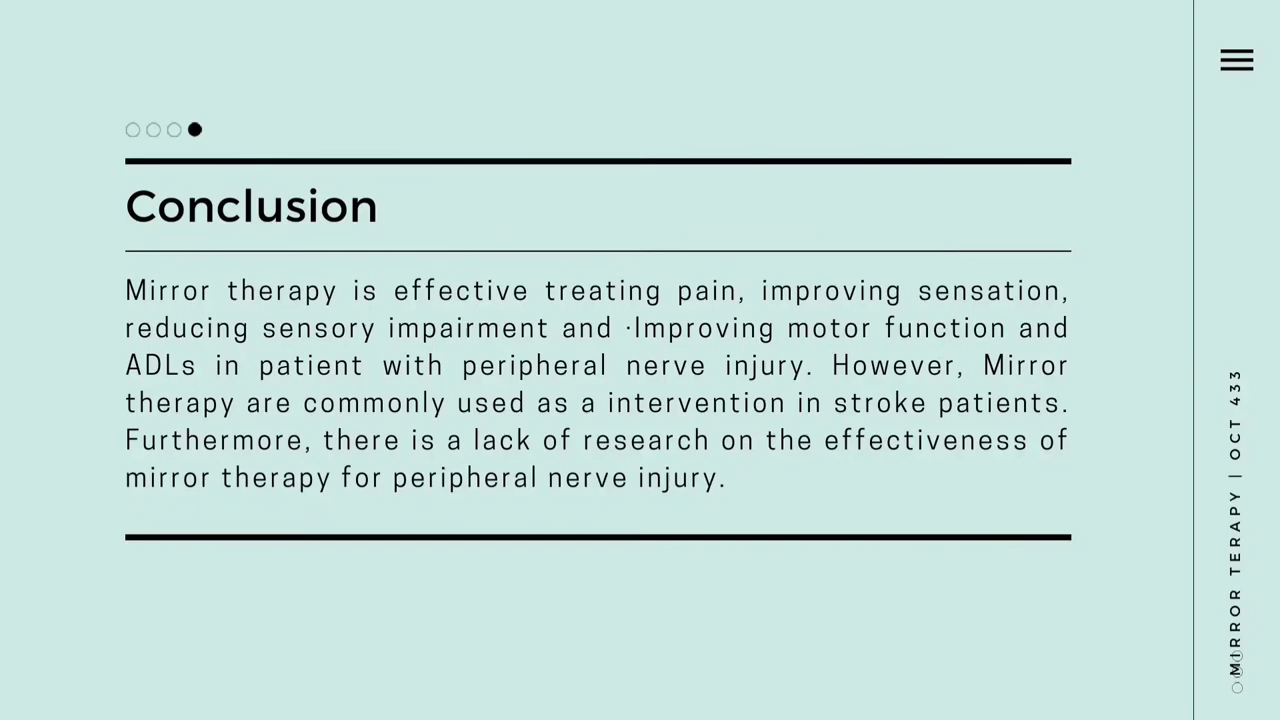 Conclusion
Mirror therapy is effective treating pain, improving sensation,
reducing sensory impairment and ·Improving motor function and
ADLs in patient with peripheral nerve injury. However, Mirror
therapy are commonly used as a intervention in stroke patients.
Furthermore, there is a lack of research on the effectiveness of
mirror therapy for peripheral nerve injury.
MIRROR TERAPY | OCT 433